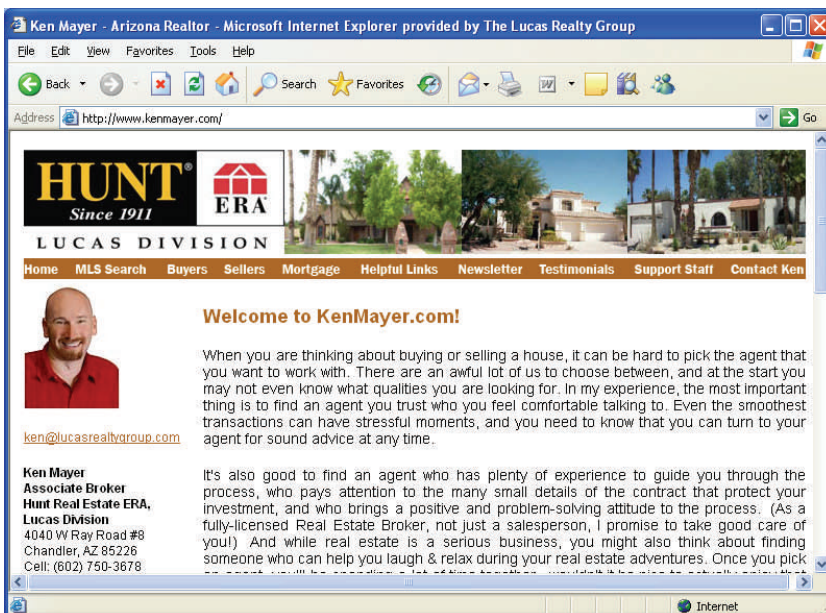 Ken Mayer - Arizona Realtor - Microsoft Internet Explorer provided by The Lucas Realty Group
File Edit View Favorites Tools Help
Back Search Favorites
Address http://www.kenmayer.com/ Go
HUNT®
Since 1911
ERA
LUCAS DIVISION
Home MLS Search Buyers Sellers Mortgage Helpful Links Newsletter Testimonials Support Staff Contact Ken
Welcome to KenMayer.com!
When you are thinking about buying or selling a house, it can be hard to pick the agent that
you want to work with. There are an awful lot of us to choose between, and at the start you
may not even know what qualities you are looking for. In my experience, the most important
thing is to find an agent you trust who you feel comfortable talking to. Even the smoothest
transactions can have stressful moments, and you need to know that you can turn to your
agent for sound advice at any time.
It's also good to find an agent who has plenty of experience to guide you through the
process, who pays attention to the many small details of the contract that protect your
investment, and who brings a positive and problem-solving attitude to the process. (As a
fully-licensed Real Estate Broker, not just a salesperson, I promise to take good care of
you!) And while real estate is a serious business, you might also think about finding
someone who can help you laugh & relax during your real estate adventures. Once you pick
ken@lucasrealtygroup.com
Ken Mayer
Associate Broker
Hunt Real Estate ERA,
Lucas Division
4040 W Ray Road #8
Chandler, AZ 85226
Cell: (602) 750-3678
Internet